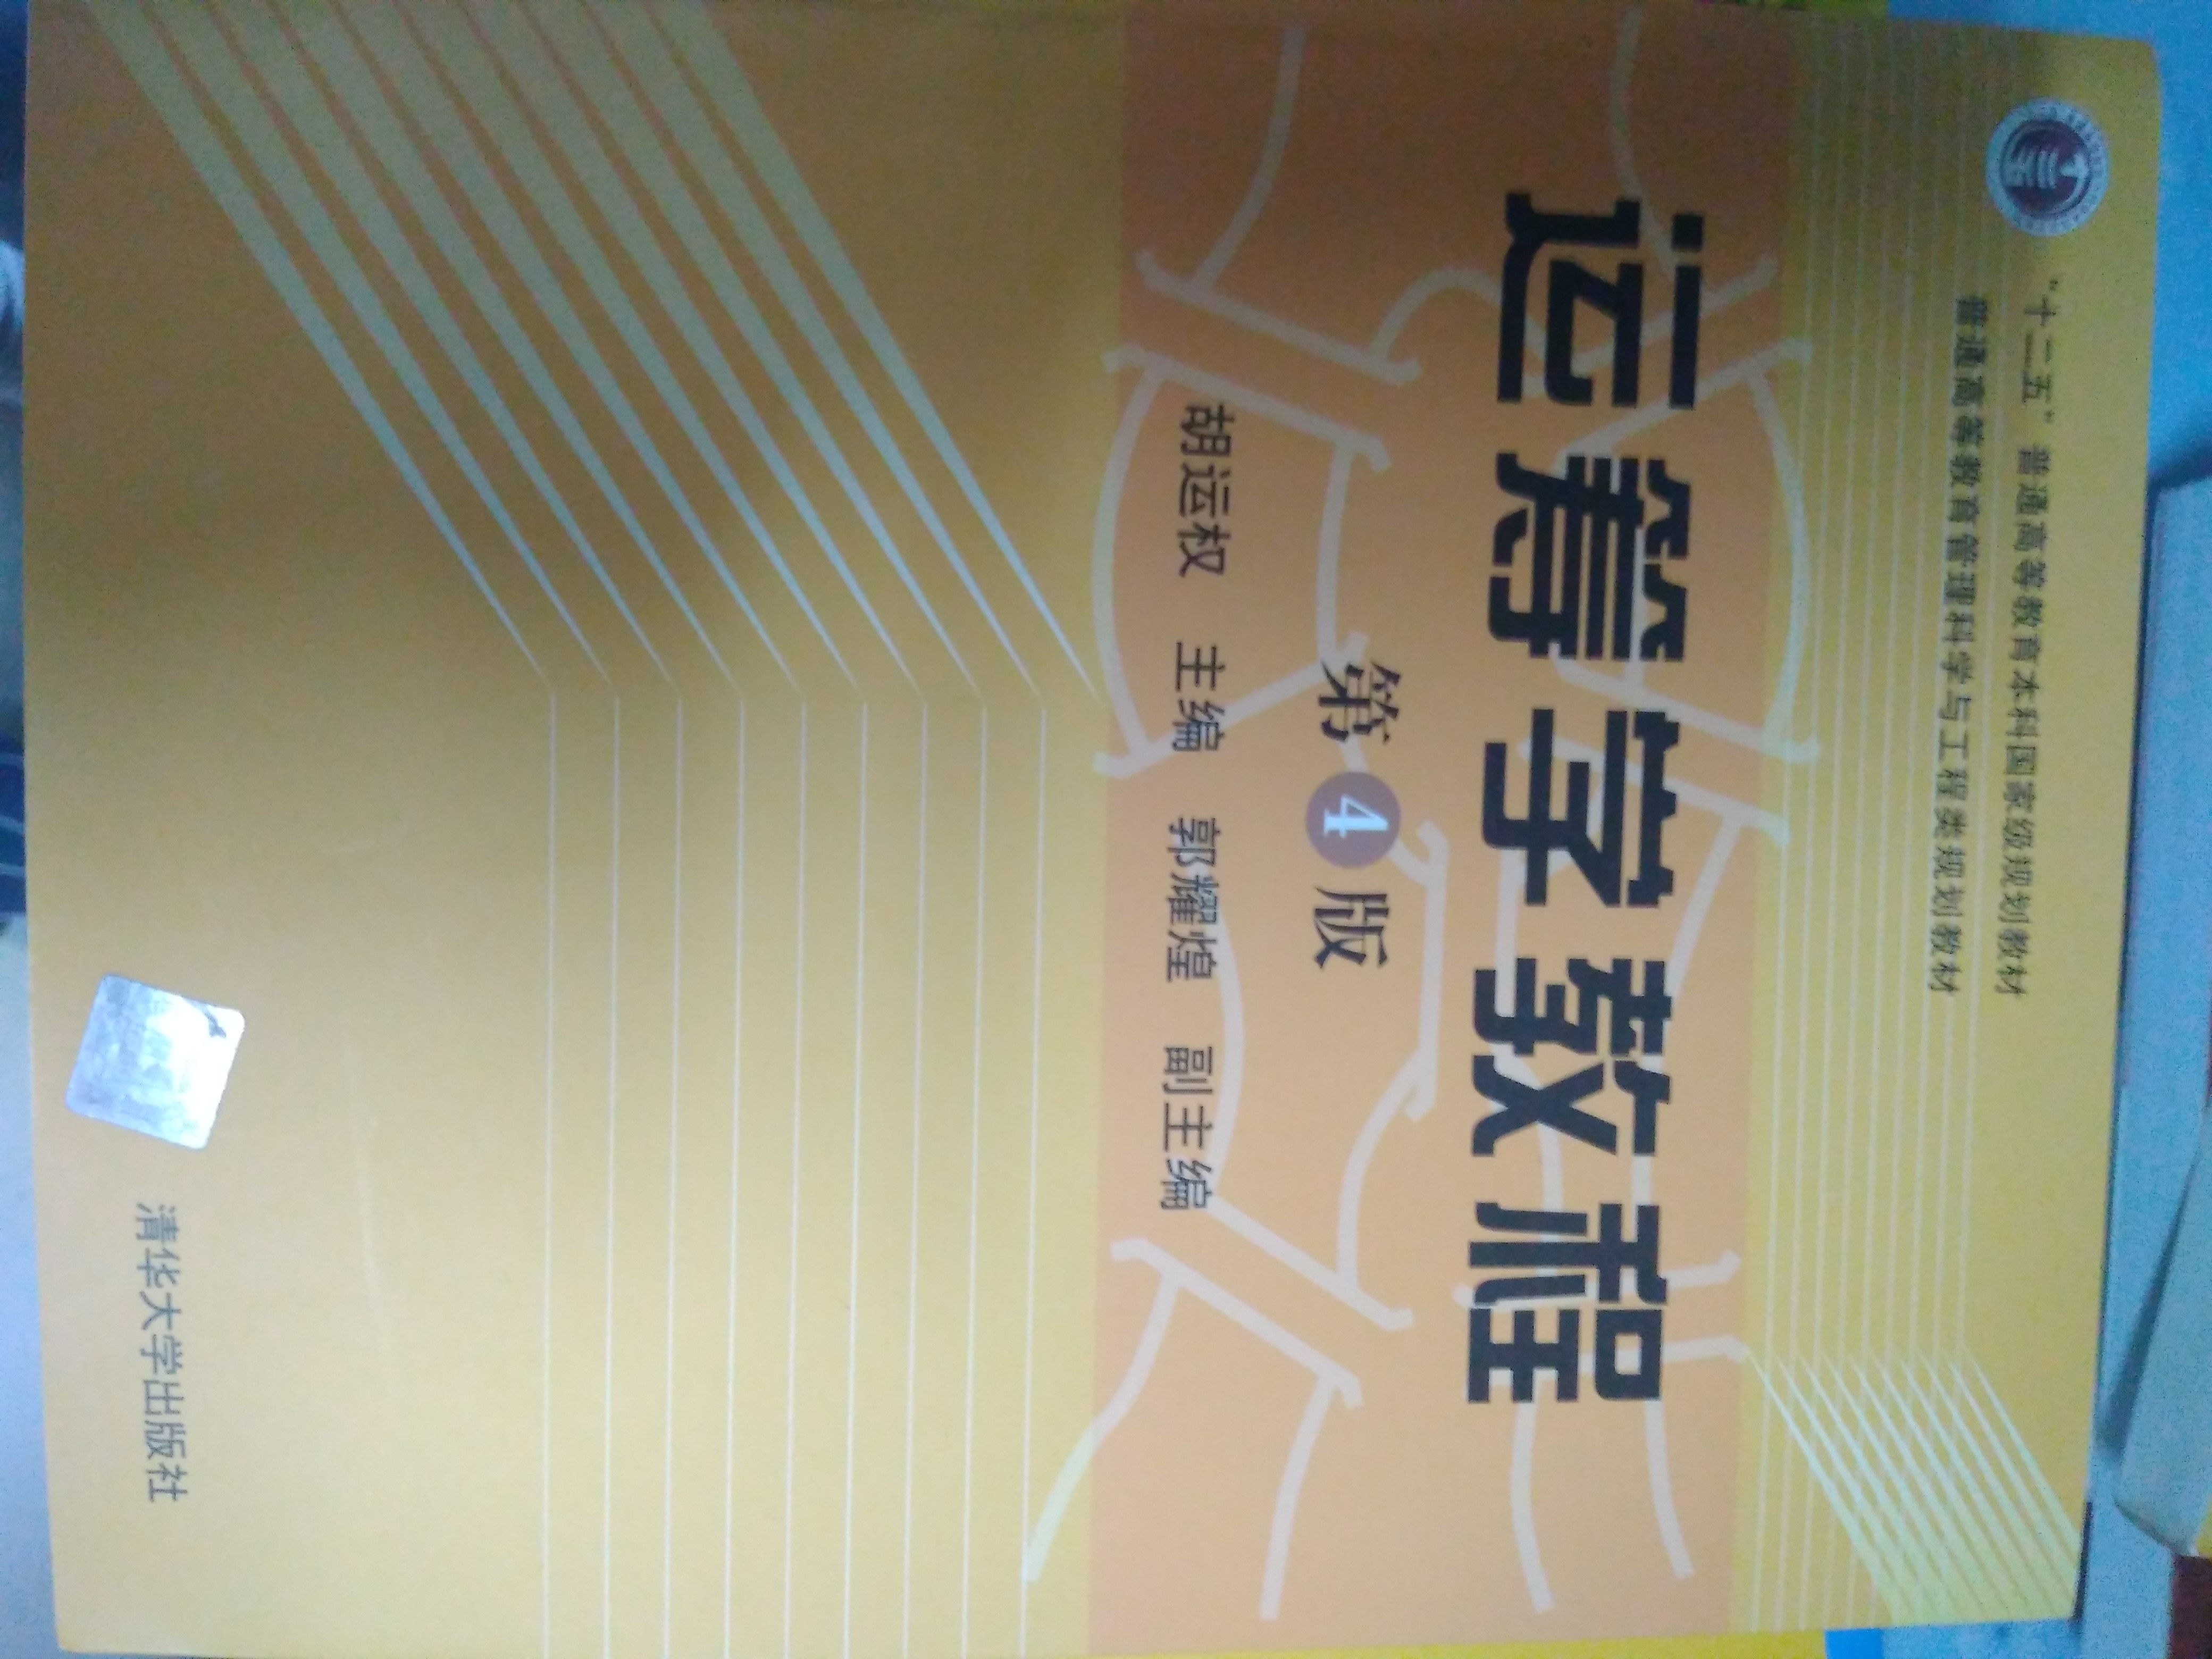 “十二五”普通高等教育本科国家级规划教材
普通高等教育管理科学与工程类规划教材
运筹学教程
第4版
胡运权 主编 郭耀煌 副主编
清华大学出版社